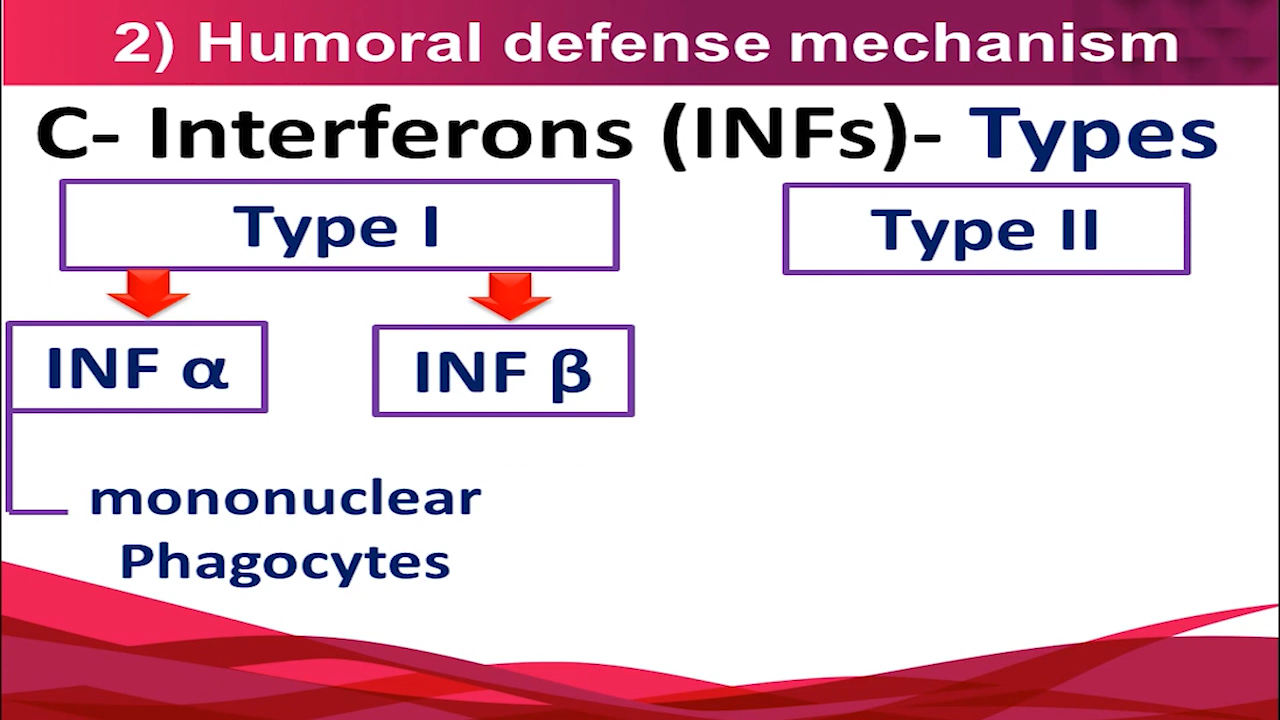 2) Humoral defense mechanism
C- Interferons (INFs)- Types
Type I
Type II
INF α
INF β
mononuclear
Phagocytes